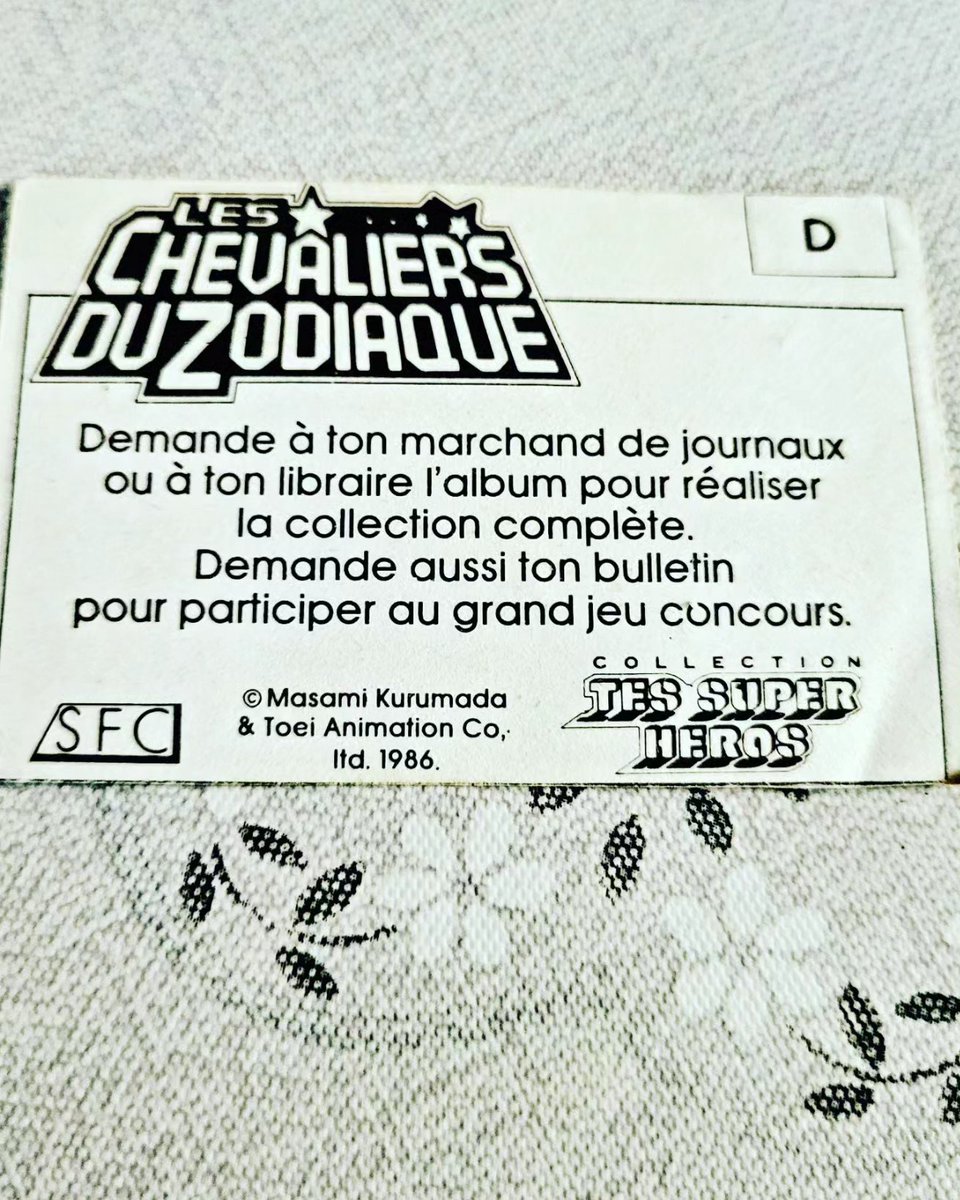 LES
CHEVALIERS
DU ZODIAQUE
D
Demande à ton marchand de journaux
ou à ton libraire l'album pour réaliser
la collection complète.
Demande aussi ton bulletin
pour participer au grand jeu concours.
SFC
©Masami Kurumada
& Toei Animation Co,
ltd. 1986.
COLLECTION
TES SUPER
HEROS